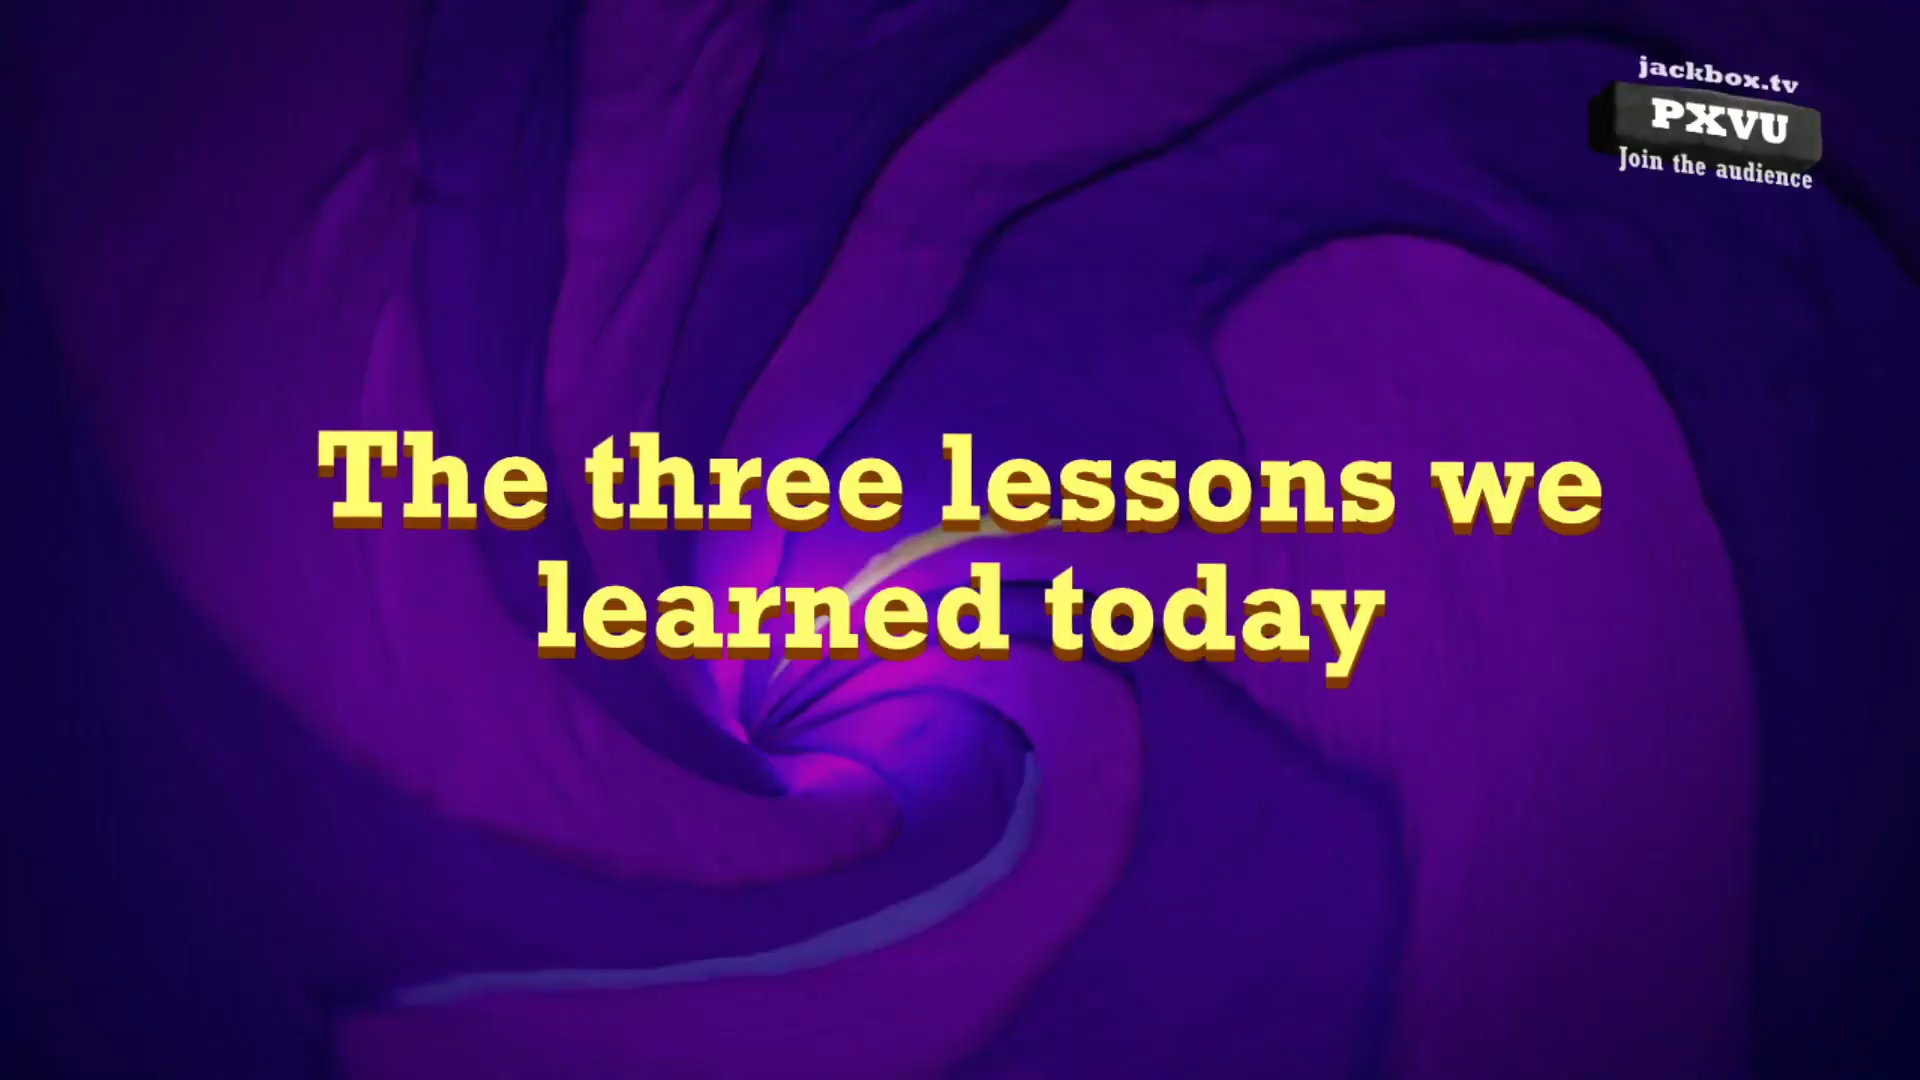 jackbox.tv
PXVU
Join the audience
The three lessons we
learned today